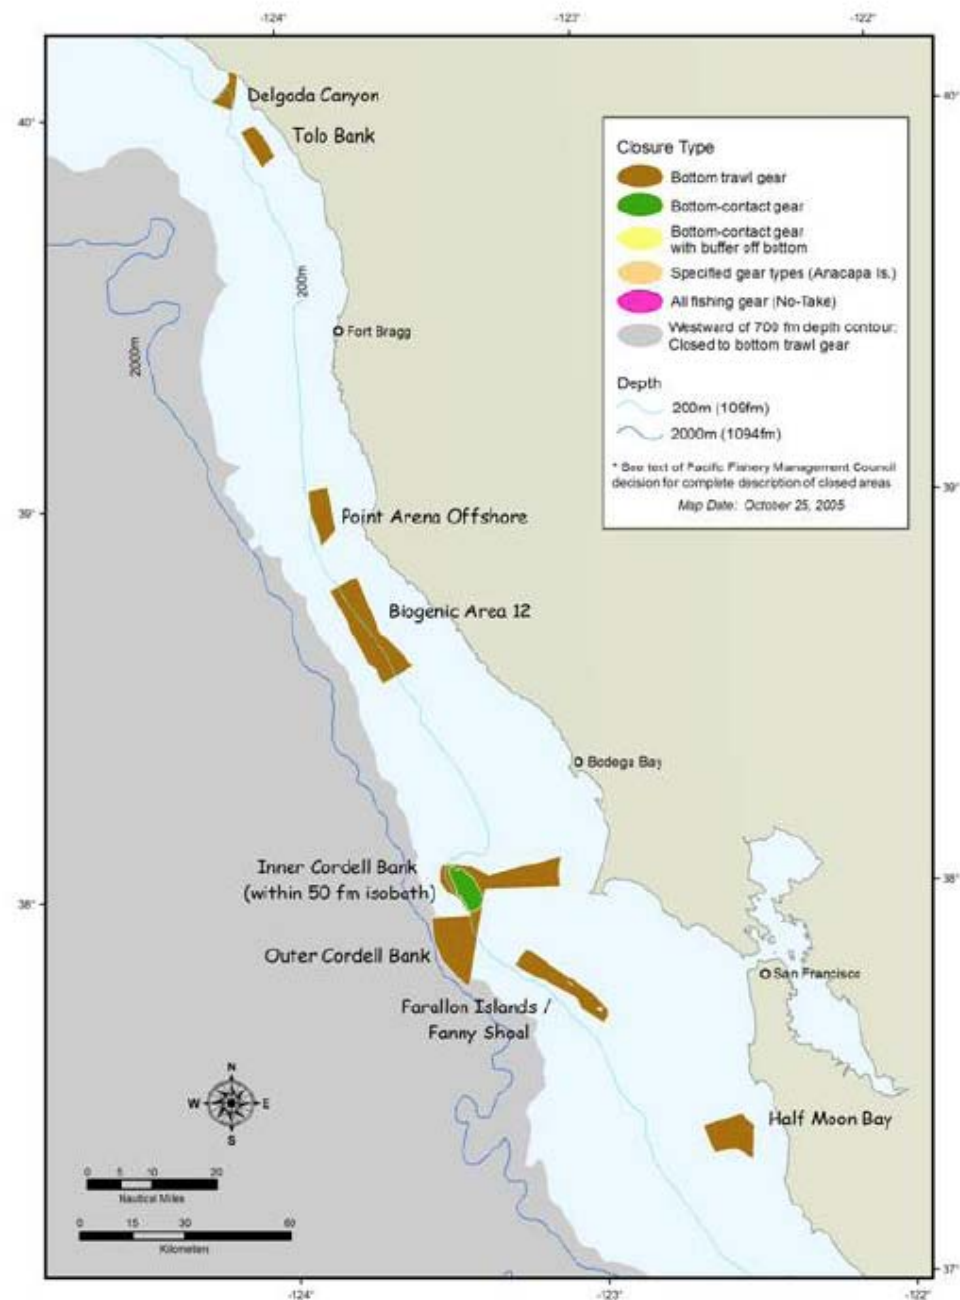 -124°
-123°
-122°
40°
40°
Delgada Canyon
Tolo Bank
200m
2000m
Fort Bragg
Closure Type
Bottom trawl gear
Bottom-contact gear
Bottom-contact gear
with buffer off bottom
Specified gear types (Anacapa Is.)
All fishing gear (No-Take)
Westward of 700 fm depth contour:
Closed to bottom trawl gear
Depth
200m (109fm)
2000m (1094fm)
* See text of Pacific Fishery Management Council
decision for complete description of closed areas
Map Date: October 25, 2005
39°
39°
Point Arena Offshore
Biogenic Area 12
Bodega Bay
Inner Cordell Bank
(within 50 fm isobath)
38°
38°
Outer Cordell Bank
San Francisco
Farallon Islands /
Fanny Shoal
N
W
E
S
Half Moon Bay
0 5 10 20
Nautical Miles
0 15 30 60
Kilometers
37°
-124°
-123°
-122°